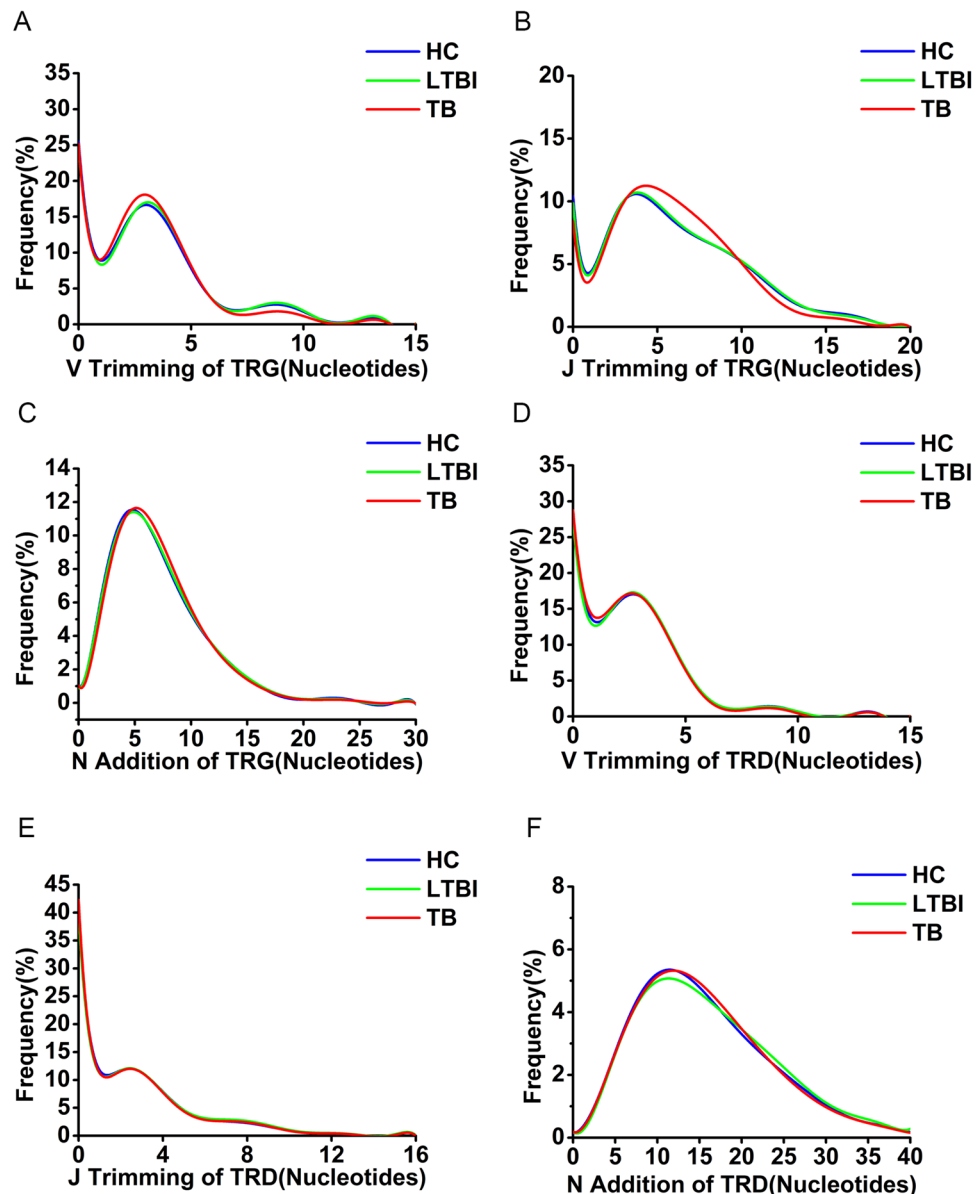 A
HC
LTBI
TB
35
30
25
20
15
10
5
0
Frequency(%)
0 5 10 15
V Trimming of TRG(Nucleotides)
B
HC
LTBI
TB
20
15
10
5
0
Frequency(%)
0 5 10 15 20
J Trimming of TRG(Nucleotides)
C
HC
LTBI
TB
14
12
10
8
6
4
2
0
Frequency(%)
0 5 10 15 20 25 30
N Addition of TRG(Nucleotides)
D
HC
LTBI
TB
35
30
25
20
15
10
5
0
Frequency(%)
0 5 10 15
V Trimming of TRD(Nucleotides)
E
HC
LTBI
TB
45
40
35
30
25
20
15
10
5
0
Frequency(%)
0 4 8 12 16
J Trimming of TRD(Nucleotides)
F
HC
LTBI
TB
8
6
4
2
0
Frequency(%)
0 5 10 15 20 25 30 35 40
N Addition of TRD(Nucleotides)